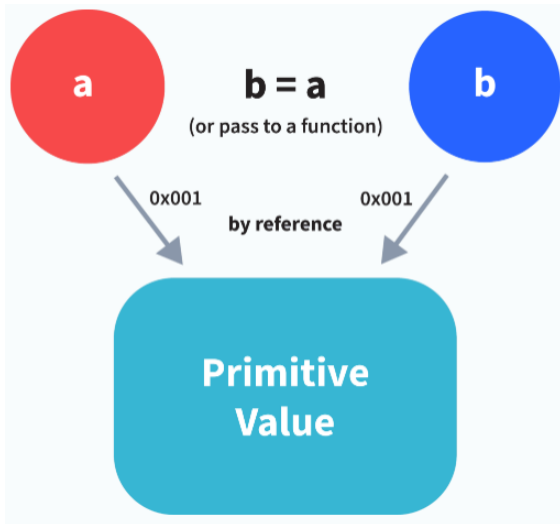 a
b = a
b
(or pass to a function)
0x001
0x001
by reference
Primitive
Value